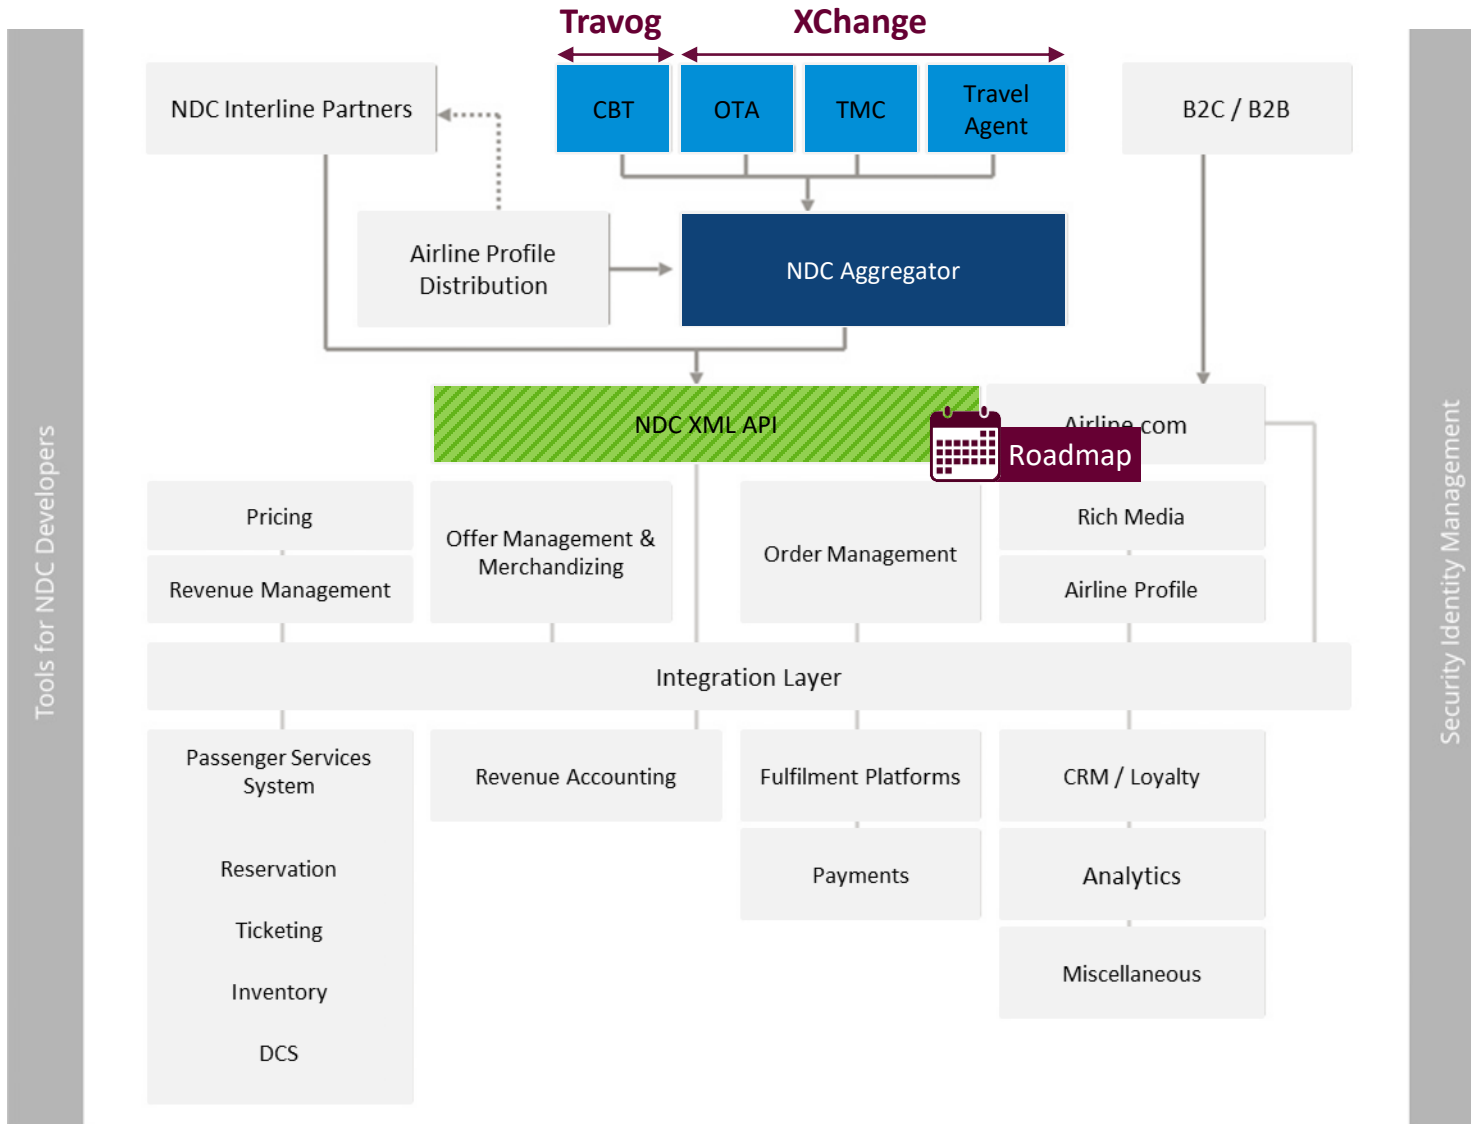 Travog
XChange
NDC Interline Partners
CBT
OTA
TMC
Travel
Agent
B2C / B2B
Airline Profile
Distribution
NDC Aggregator
NDC XML API
Airline.com
Roadmap
Pricing
Revenue Management
Offer Management &
Merchandizing
Order Management
Rich Media
Airline Profile
Integration Layer
Passenger Services
System
Reservation
Ticketing
Inventory
DCS
Revenue Accounting
Fulfilment Platforms
Payments
CRM / Loyalty
Analytics
Miscellaneous
Tools for NDC Developers
Security Identity Management